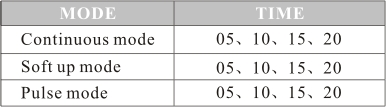 MODE TIME
Continuous mode 05、10、15、20
Soft up mode 05、10、15、20
Pulse mode 05、10、15、20